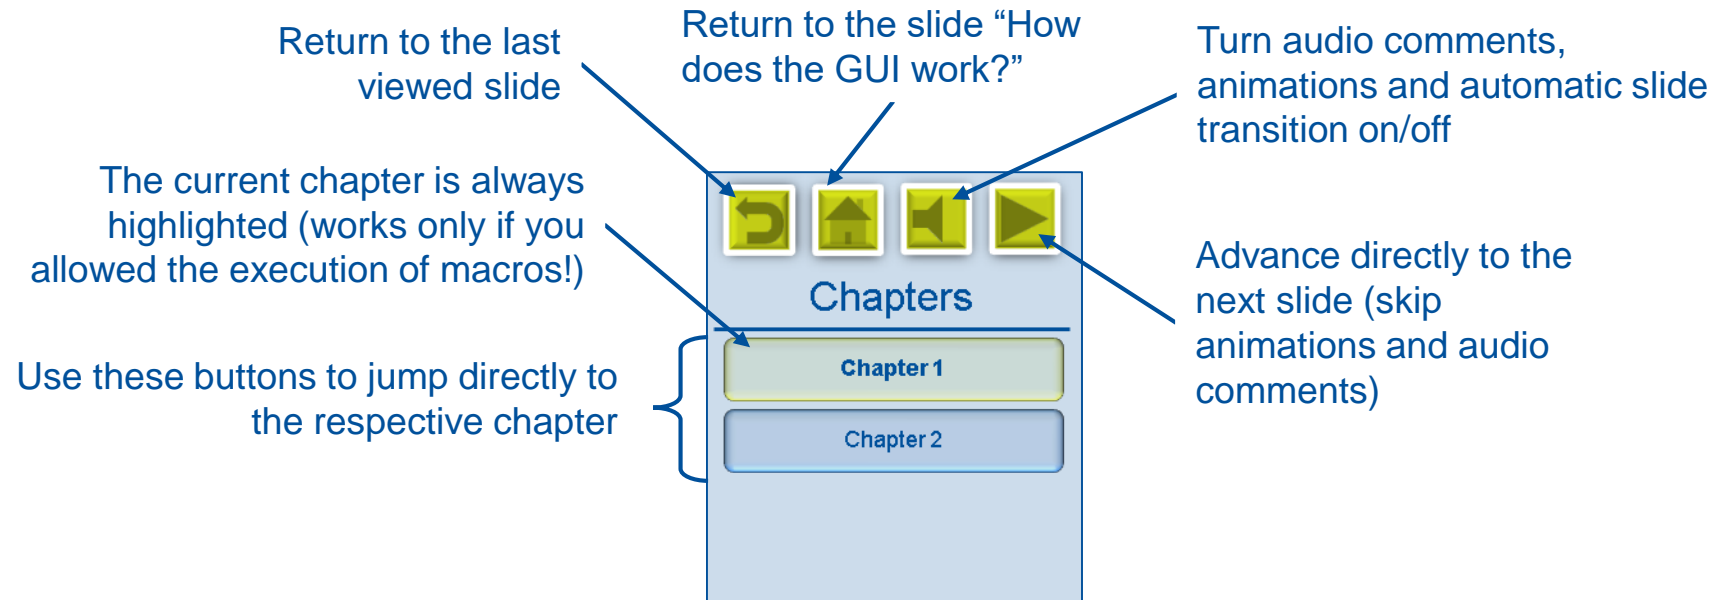 Return to the last
viewed slide
Return to the slide “How
does the GUI work?”
Turn audio comments,
animations and automatic slide
transition on/off
The current chapter is always
highlighted (works only if you
allowed the execution of macros!)
Use these buttons to jump directly to
the respective chapter
Chapters
Chapter 1
Chapter 2
Advance directly to the
next slide (skip
animations and audio
comments)